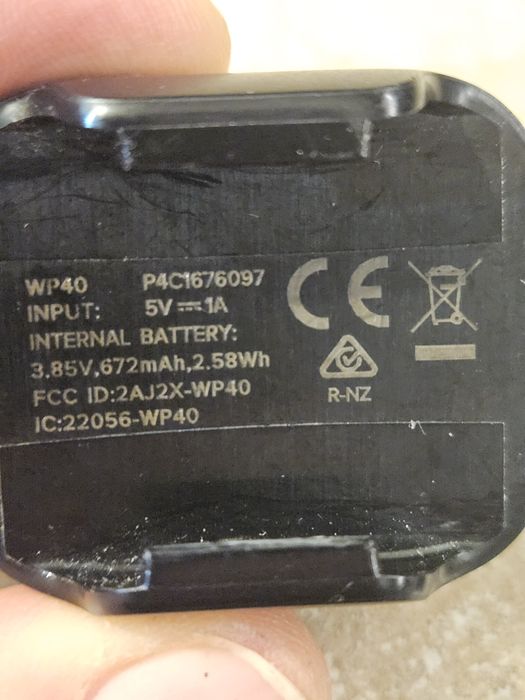 WP40 P4C1676097
INPUT: 5V⎓1A
INTERNAL BATTERY:
3.85V,672mAh,2.58Wh
FCC ID:2AJ2X-WP40
IC:22056-WP40
CE
R-NZ